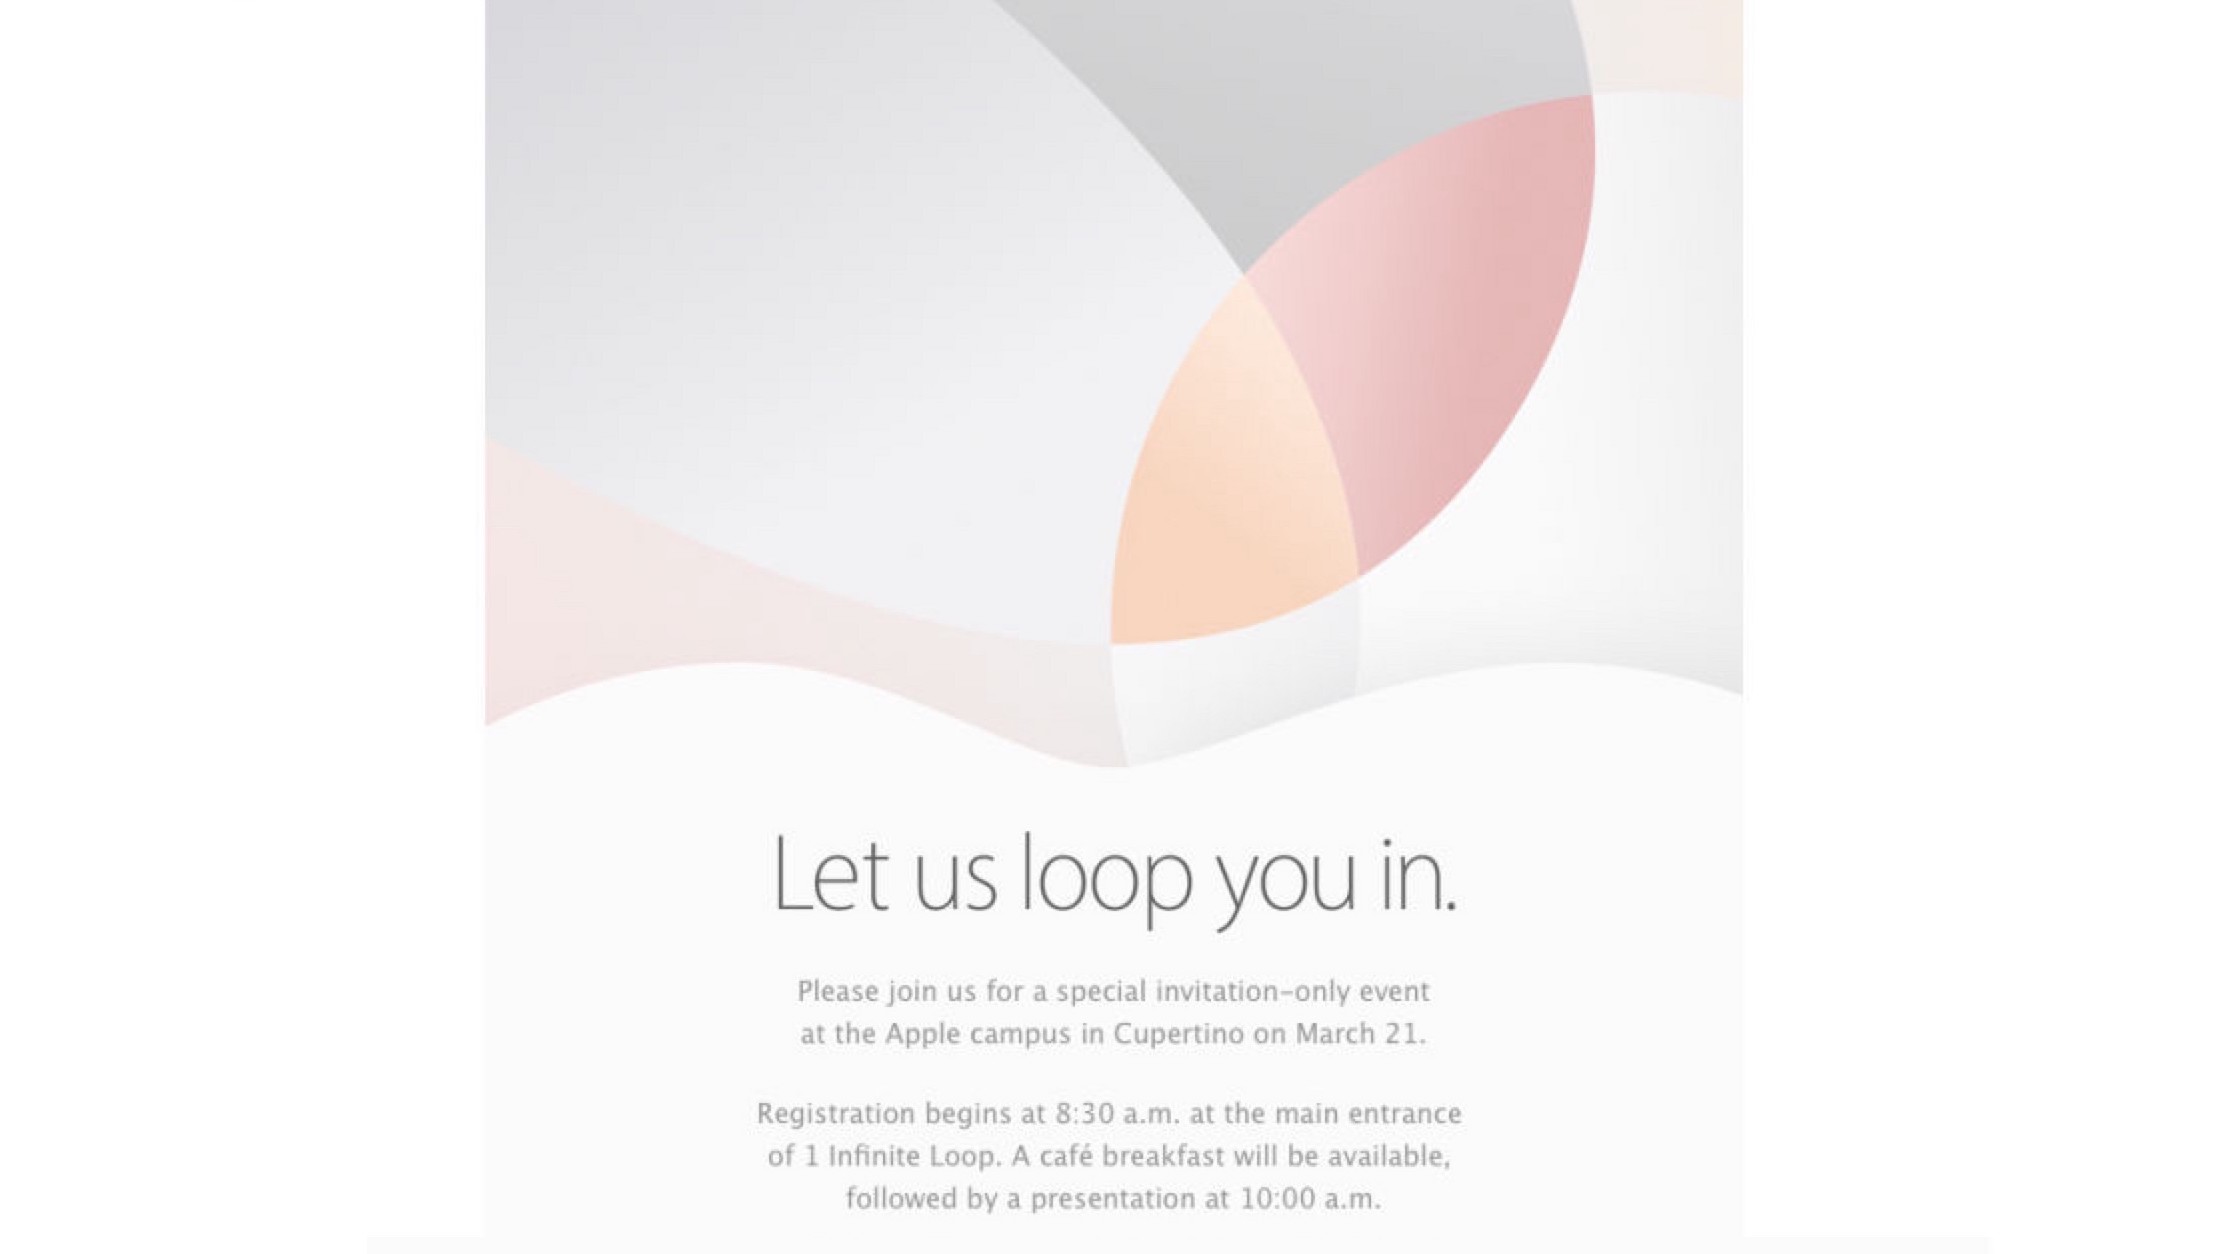 Let us loop you in.
Please join us for a special invitation-only event
at the Apple campus in Cupertino on March 21.
Registration begins at 8:30 a.m. at the main entrance
of 1 Infinite Loop. A café breakfast will be available,
followed by a presentation at 10:00 a.m.